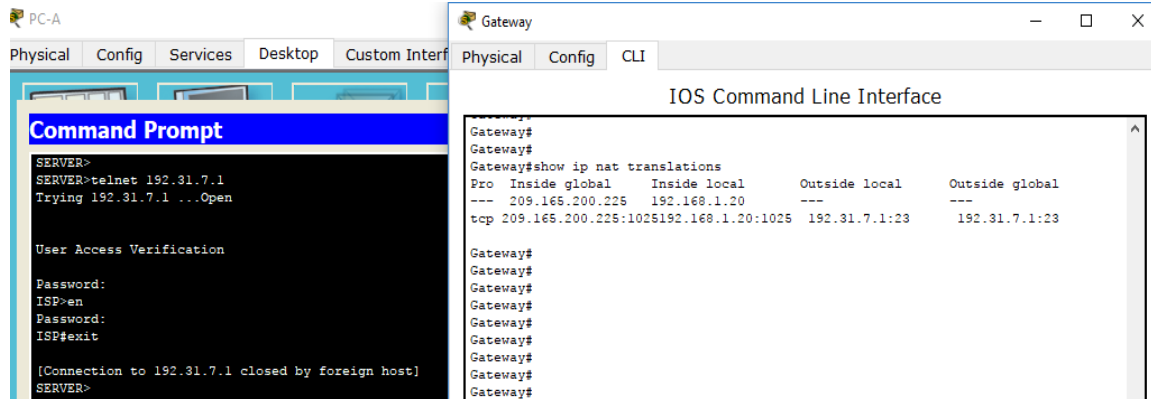 PC-A
Physical Config Services Desktop Custom Interf
Command Prompt
SERVER>
SERVER>telnet 192.31.7.1
Trying 192.31.7.1 ...Open
User Access Verification
Password:
ISP>en
Password:
ISP#exit
[Connection to 192.31.7.1 closed by foreign host]
SERVER>
Gateway
Physical Config CLI
IOS Command Line Interface
Gateway#
Gateway#
Gateway#show ip nat translations
Pro Inside global Inside local Outside local Outside global
--- 209.165.200.225 192.168.1.20 --- ---
tcp 209.165.200.225:1025192.168.1.20:1025 192.31.7.1:23 192.31.7.1:23
Gateway#
Gateway#
Gateway#
Gateway#
Gateway#
Gateway#
Gateway#
Gateway#
Gateway#